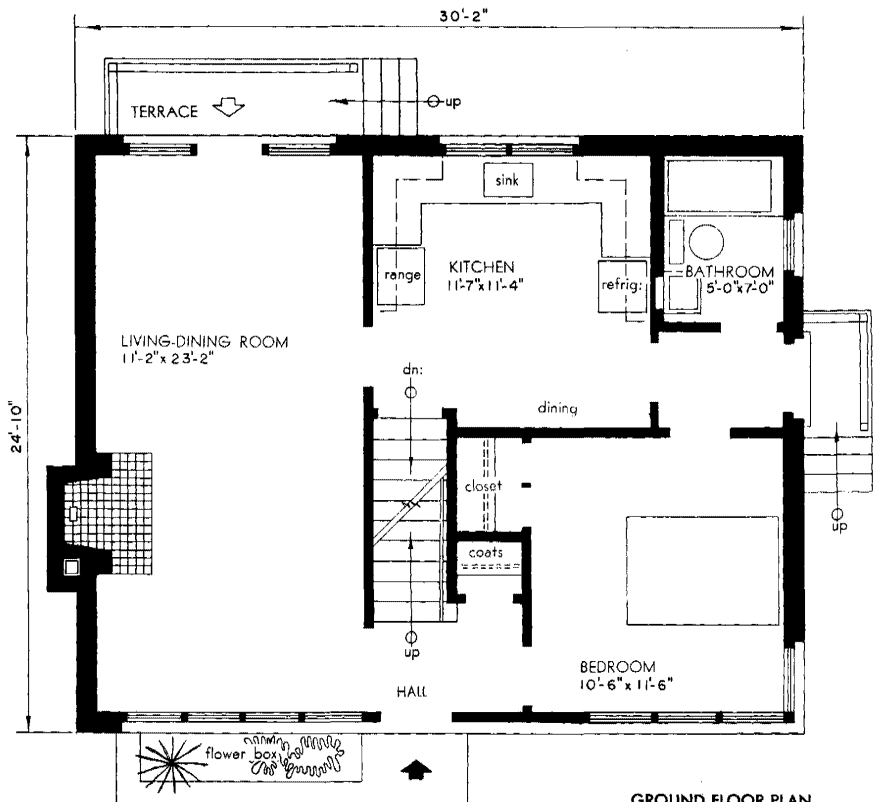 30'-2"
TERRACE
up
sink
KITCHEN
11'-7"x11'-4"
range
refrig:
BATHROOM
5'-0"x7'-0"
LIVING-DINING ROOM
11'-2" x 23'-2"
dn:
dining
24'-10"
closet
up
coats
up
BEDROOM
10'-6" x 11'-6"
HALL
flower box
GROUND FLOOR PLAN